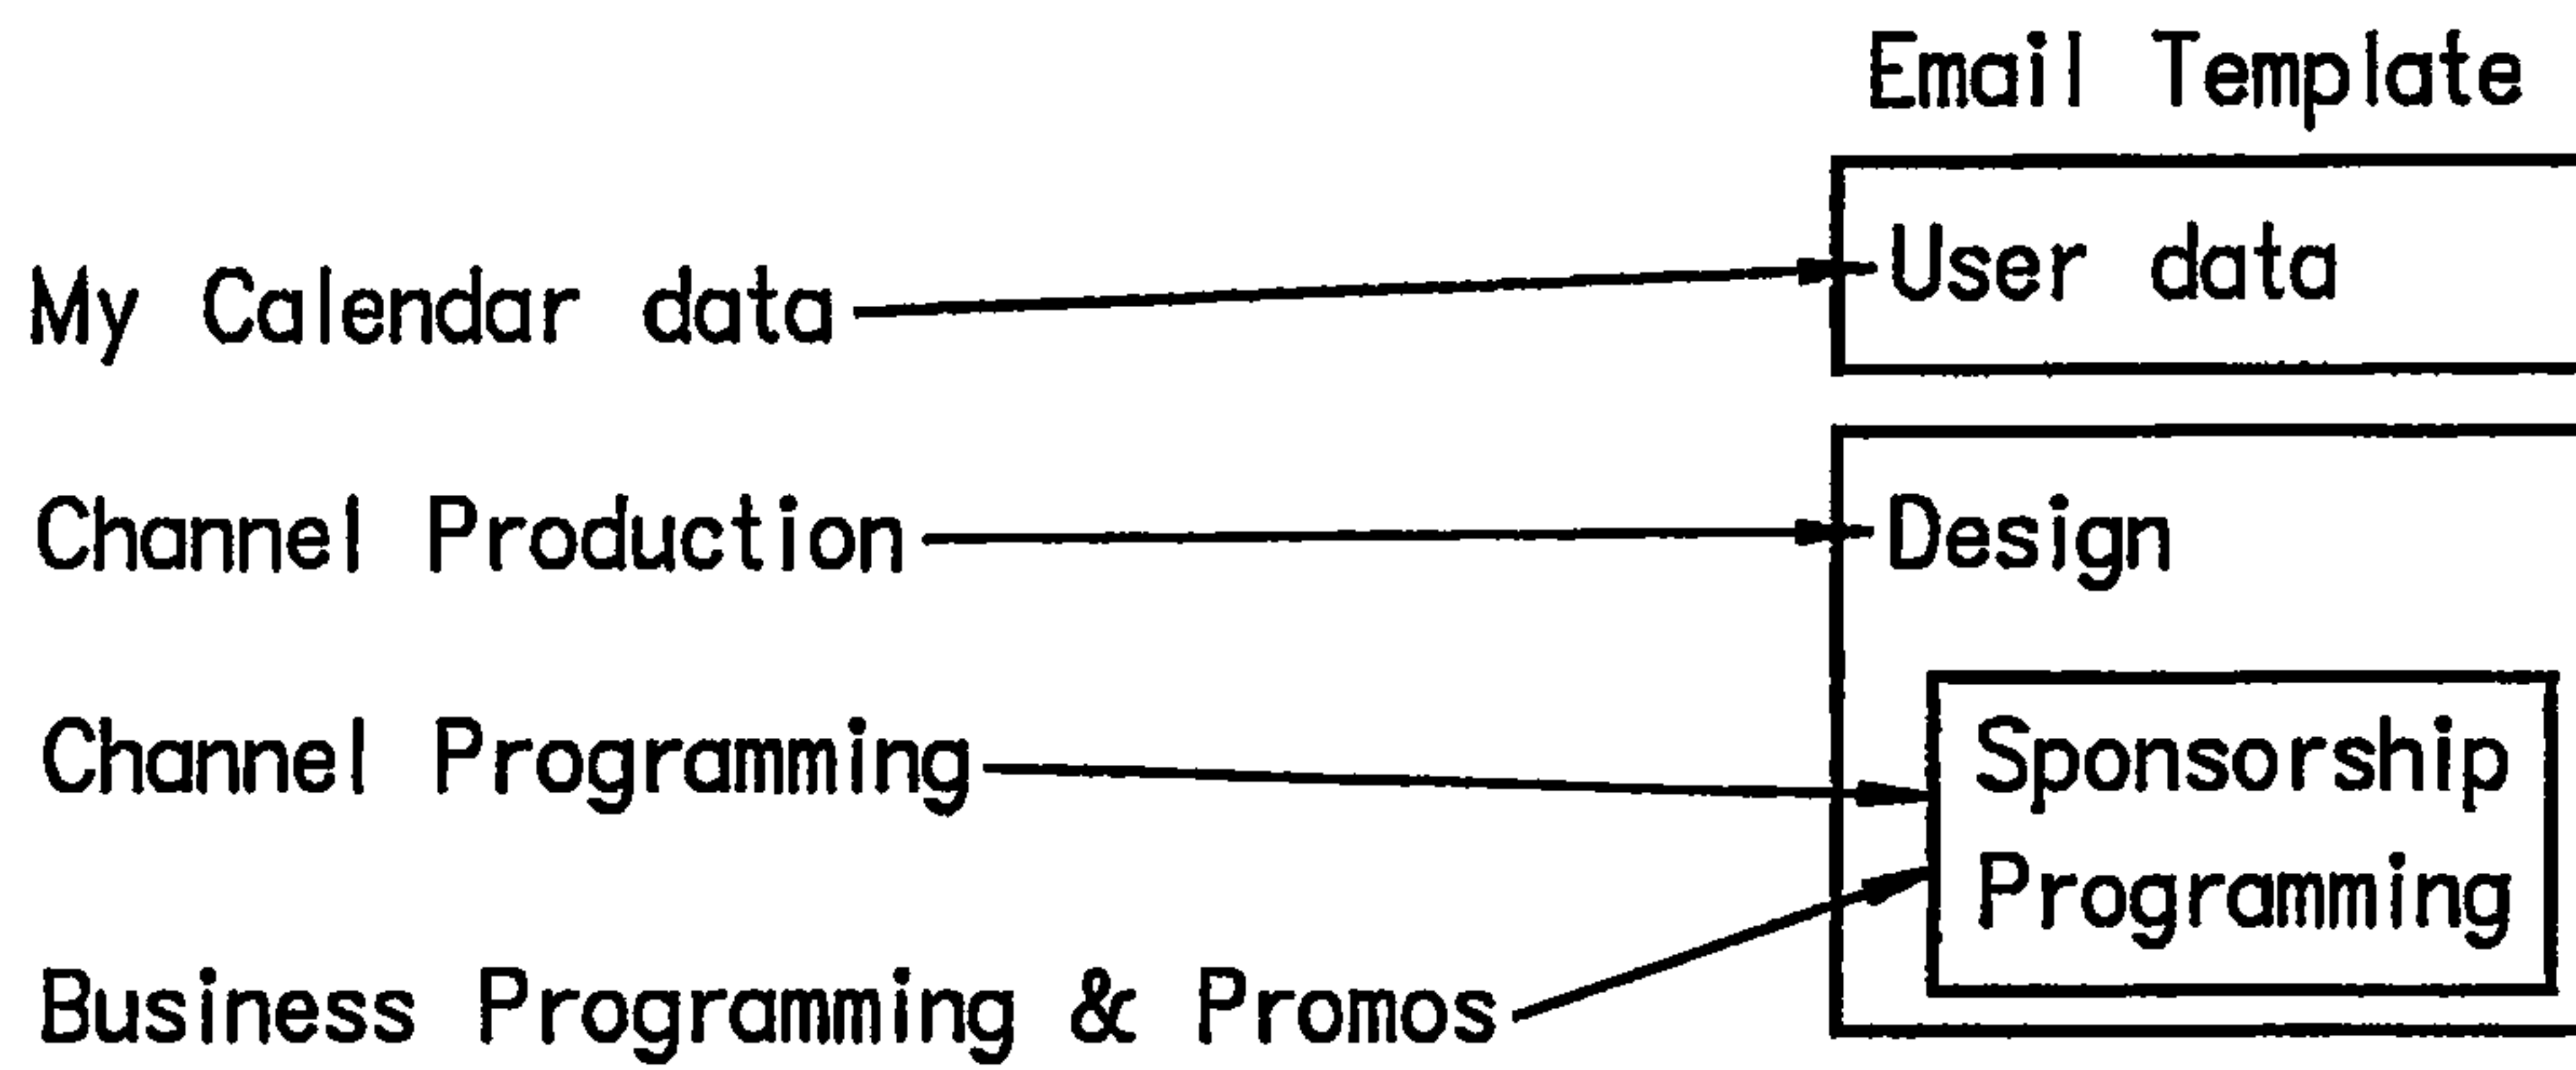 Email Template
User data
My Calendar data
Channel Production
Design
Channel Programming
Sponsorship
Programming
Business Programming & Promos